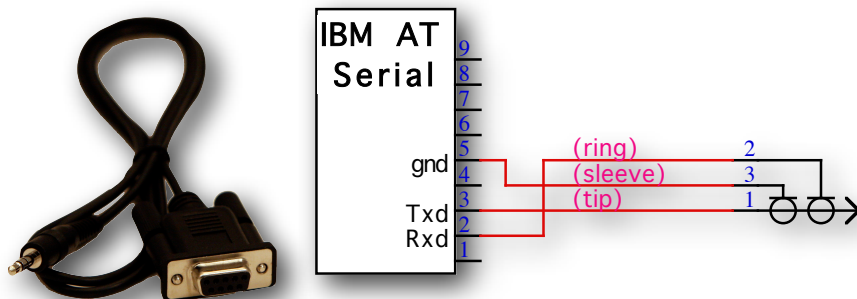 IBM AT
Serial
9
8
7
6
5
gnd
4
3
Txd
2
Rxd
1
(ring) 2
(sleeve) 3
(tip) 1